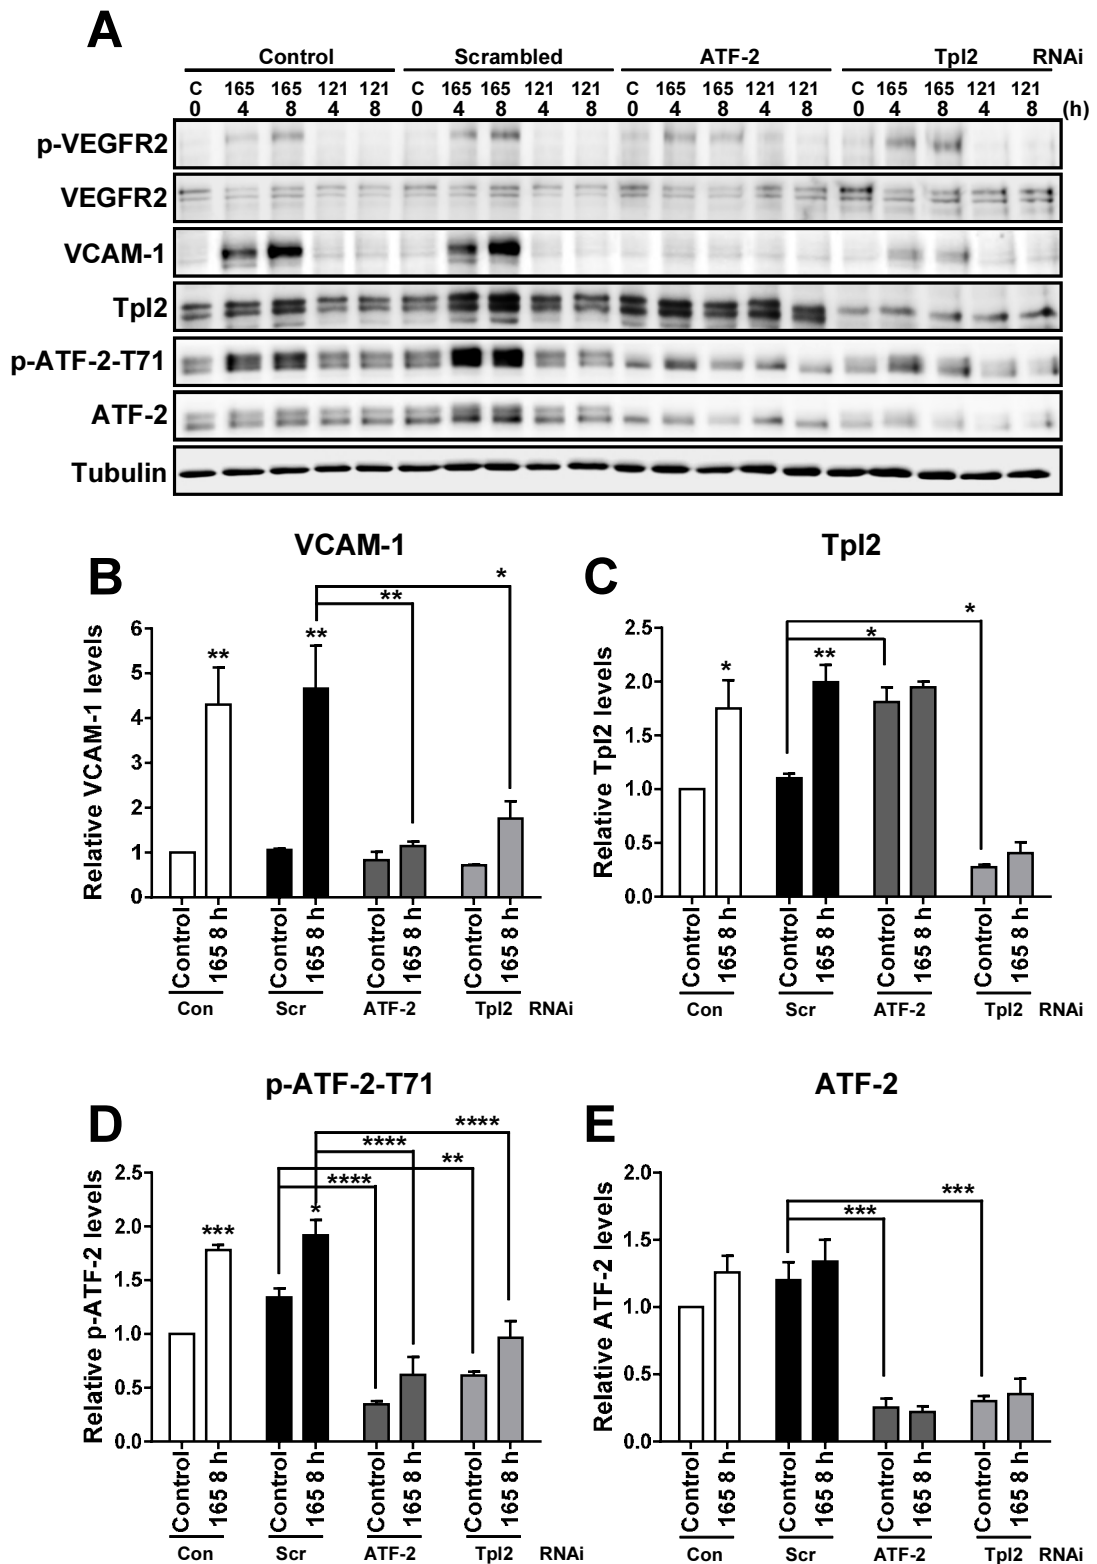 A
Control Scrambled ATF-2 Tpl2 RNAi
C 165 165 121 121 C 165 165 121 121 C 165 165 121 121 C 165 165 121 121
0 4 8 4 8 0 4 8 4 8 0 4 8 4 8 0 4 8 4 8 (h)
p-VEGFR2
VEGFR2
VCAM-1
Tpl2
p-ATF-2-T71
ATF-2
Tubulin
B
VCAM-1
Relative VCAM-1 levels
6
5
4
3
2
1
0
**
**
**
*
Control 165 8 h Control 165 8 h Control 165 8 h Control 165 8 h
Con Scr ATF-2 Tpl2 RNAi
C
Tpl2
Relative Tpl2 levels
2.5
2.0
1.5
1.0
0.5
0.0
*
**
*
*
Control 165 8 h Control 165 8 h Control 165 8 h Control 165 8 h
Con Scr ATF-2 Tpl2 RNAi
D
p-ATF-2-T71
Relative p-ATF-2 levels
2.5
2.0
1.5
1.0
0.5
0.0
***
*
****
**
****
****
Control 165 8 h Control 165 8 h Control 165 8 h Control 165 8 h
Con Scr ATF-2 Tpl2 RNAi
E
ATF-2
Relative ATF-2 levels
2.0
1.5
1.0
0.5
0.0
***
***
Control 165 8 h Control 165 8 h Control 165 8 h Control 165 8 h
Con Scr ATF-2 Tpl2 RNAi